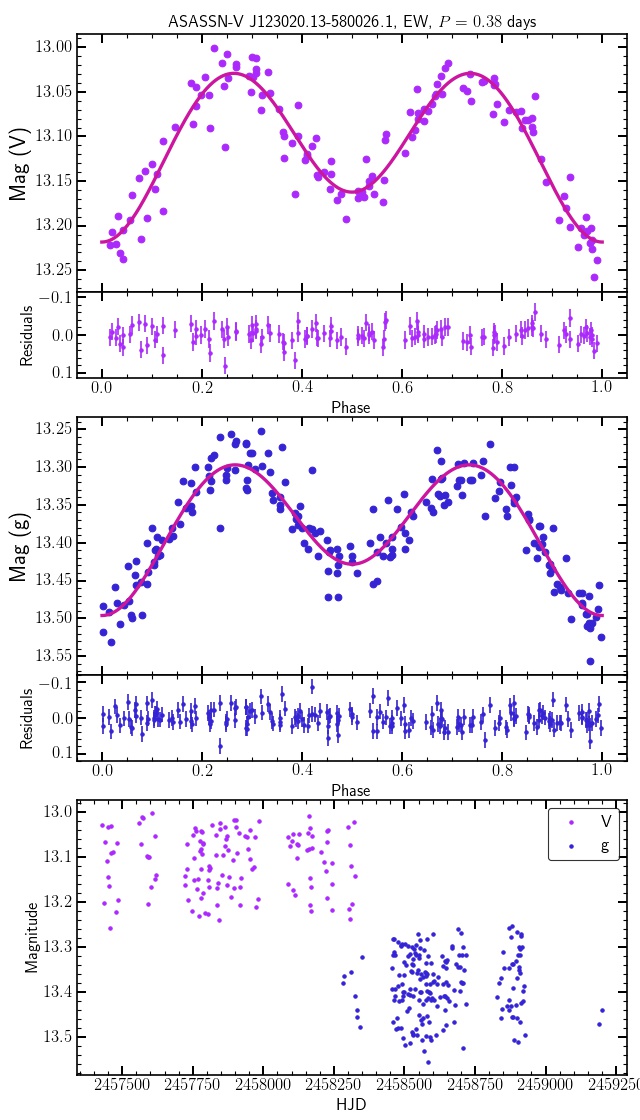 ASASSN-V J123020.13-580026.1, EW, P = 0.38 days
13.00
13.05
13.10
13.15
13.20
13.25
Mag (V)
−0.1
0.0
0.1
Residuals
0.0 0.2 0.4 0.6 0.8 1.0
Phase
13.25
13.30
13.35
13.40
13.45
13.50
13.55
Mag (g)
−0.1
0.0
0.1
Residuals
0.0 0.2 0.4 0.6 0.8 1.0
Phase
13.0
13.1
13.2
13.3
13.4
13.5
Magnitude
V
g
2457500 2457750 2458000 2458250 2458500 2458750 2459000 245925
HJD